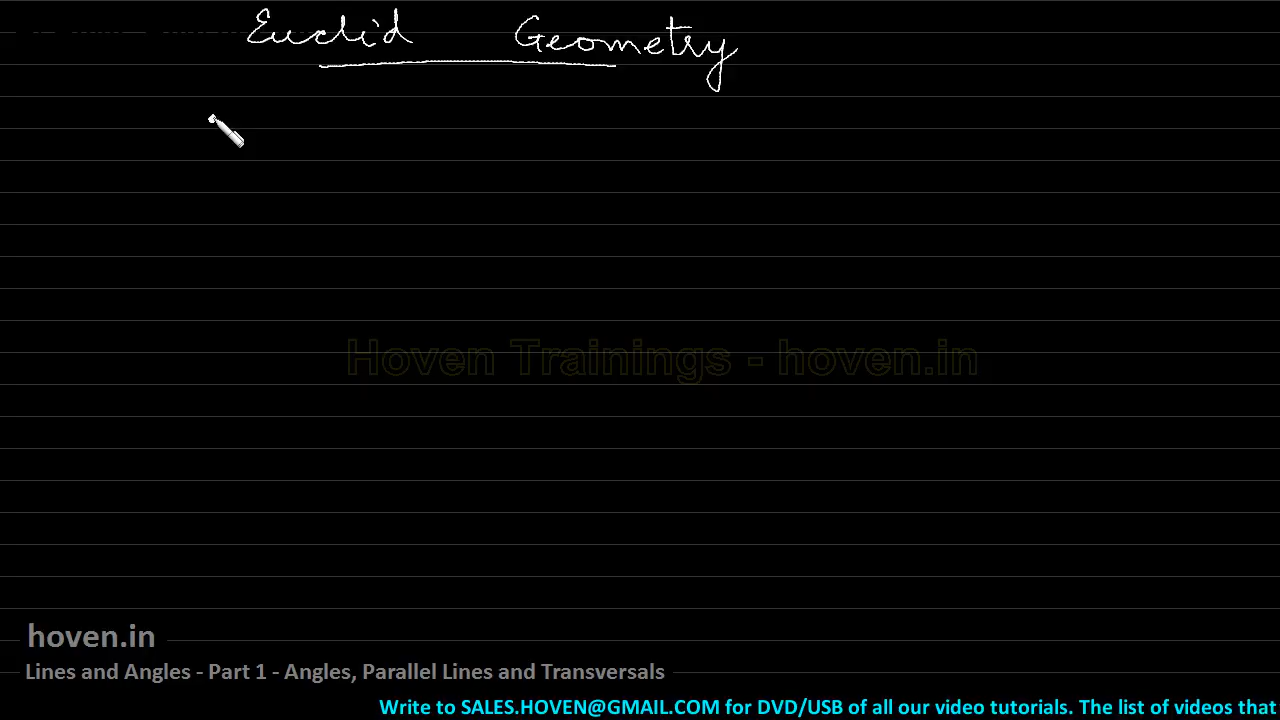 Euclid Geometry
Hoven Trainings - hoven.in
hoven.in
Lines and Angles - Part 1 - Angles, Parallel Lines and Transversals
Write to SALES.HOVEN@GMAIL.COM for DVD/USB of all our video tutorials. The list of videos that